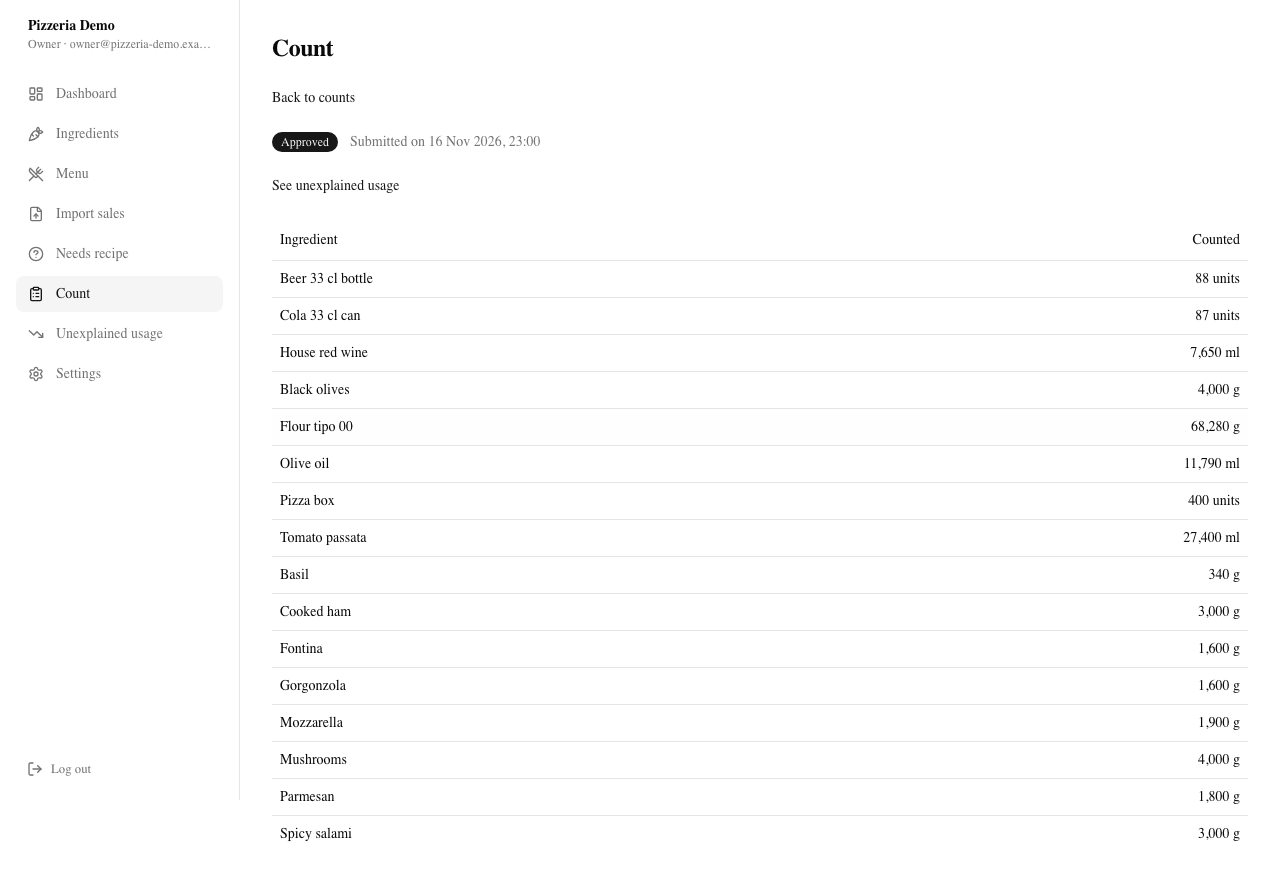 Pizzeria Demo
Owner · owner@pizzeria-demo.exa…
Dashboard
Ingredients
Menu
Import sales
Needs recipe
Count
Unexplained usage
Settings
Log out
Count
Back to counts
Approved Submitted on 16 Nov 2026, 23:00
See unexplained usage
Ingredient Counted
Beer 33 cl bottle 88 units
Cola 33 cl can 87 units
House red wine 7,650 ml
Black olives 4,000 g
Flour tipo 00 68,280 g
Olive oil 11,790 ml
Pizza box 400 units
Tomato passata 27,400 ml
Basil 340 g
Cooked ham 3,000 g
Fontina 1,600 g
Gorgonzola 1,600 g
Mozzarella 1,900 g
Mushrooms 4,000 g
Parmesan 1,800 g
Spicy salami 3,000 g